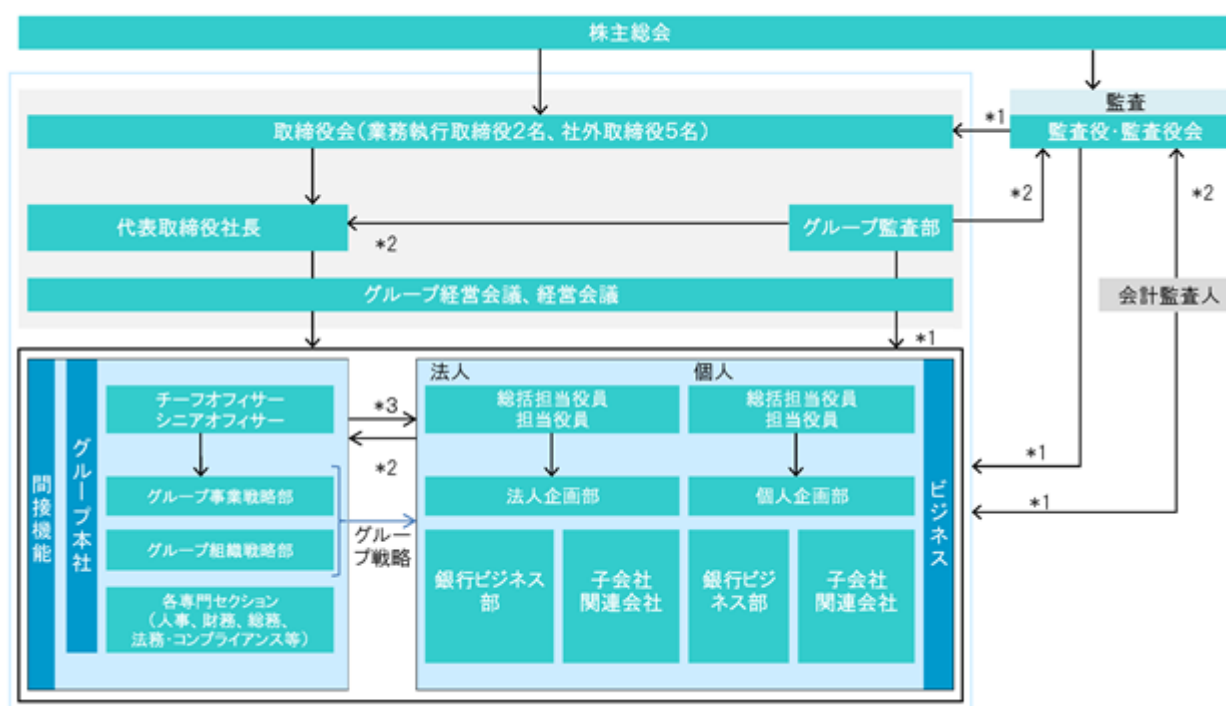 株主総会
監査
取締役会（業務執行取締役2名、社外取締役5名）
*1
監査役・監査役会
代表取締役社長
*2
グループ監査部
*2
*2
グループ経営会議、経営会議
会計監査人
*1
間接機能
グループ本社
チーフオフィサー
シニアオフィサー
グループ事業戦略部
グループ組織戦略部
各専門セクション
（人事、財務、総務、
法務・コンプライアンス等）
*3
*2
グルー
プ戦略
法人
総括担当役員
担当役員
法人企画部
銀行ビジネス
部
子会社
関連会社
個人
総括担当役員
担当役員
個人企画部
銀行ビジ
ネス部
子会社
関連会社
ビジネス
*1
*1